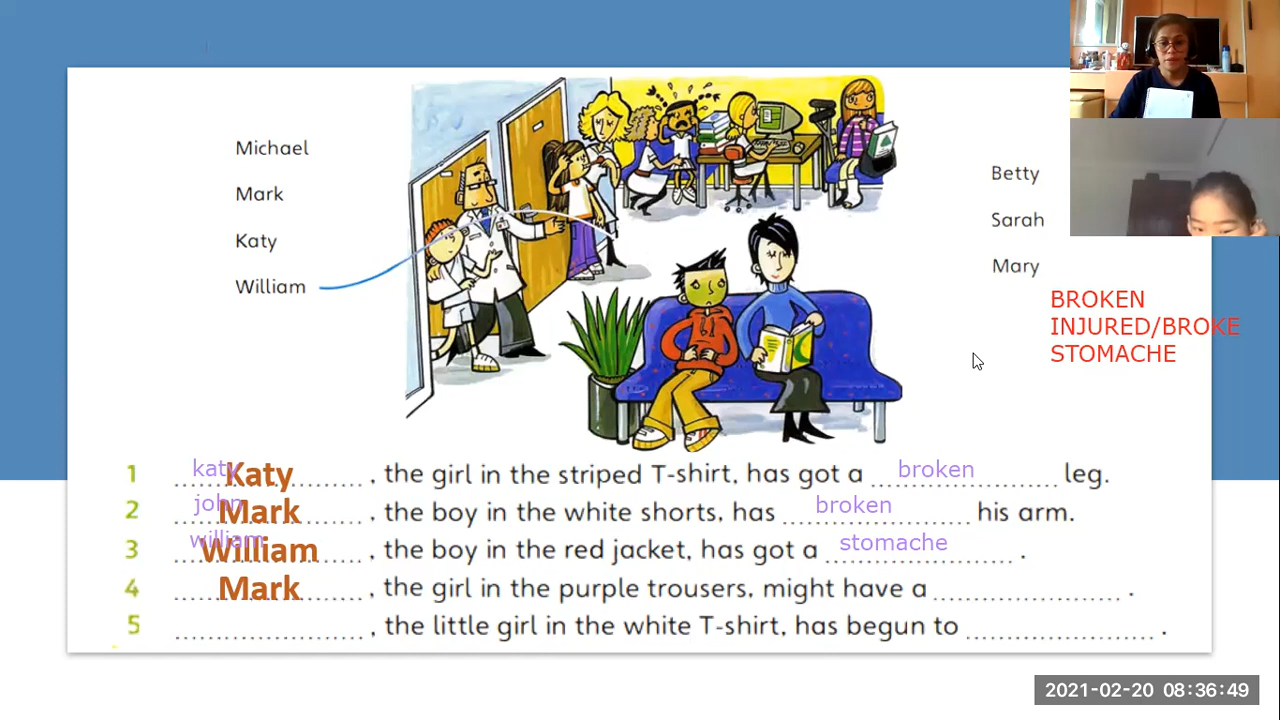 Michael
Mark
Katy
William
Betty
Sarah
Mary
BROKEN
INJURED/BROKE
STOMACHE
1 katy Katy, the girl in the striped T-shirt, has got a broken leg.
2 john Mark, the boy in the white shorts, has broken his arm.
3 william William, the boy in the red jacket, has got a stomache.
4 Mark, the girl in the purple trousers, might have a .
5 , the little girl in the white T-shirt, has begun to .
2021-02-20 08:36:49